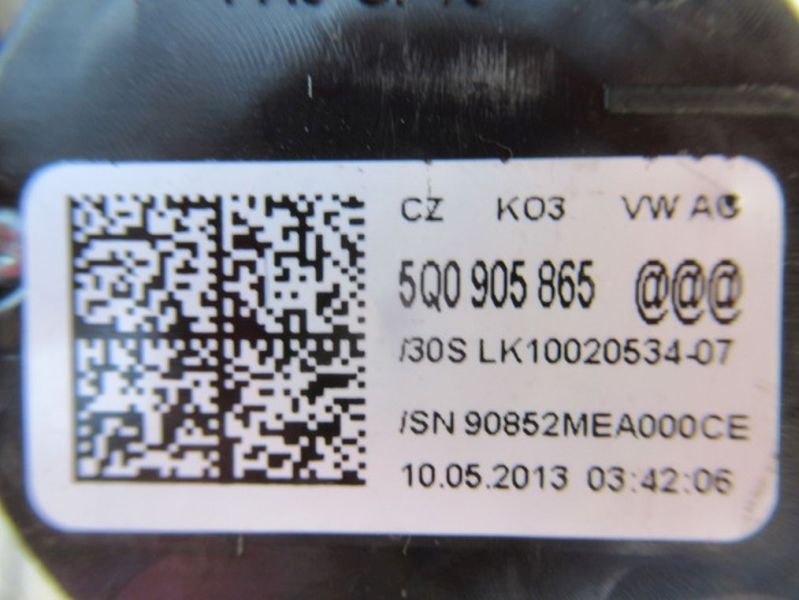 CZ KO3 VW AG
5Q0 905 865 @@@
/30S LK10020534-07
/SN 90852MEA000CE
10.05.2013 03:42:06